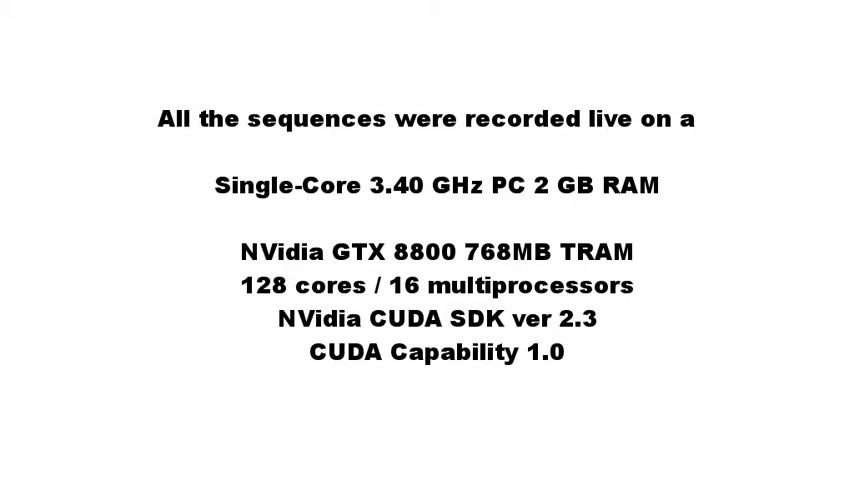 All the sequences were recorded live on a
Single-Core 3.40 GHz PC 2 GB RAM
NVidia GTX 8800 768MB TRAM
128 cores / 16 multiprocessors
NVidia CUDA SDK ver 2.3
CUDA Capability 1.0